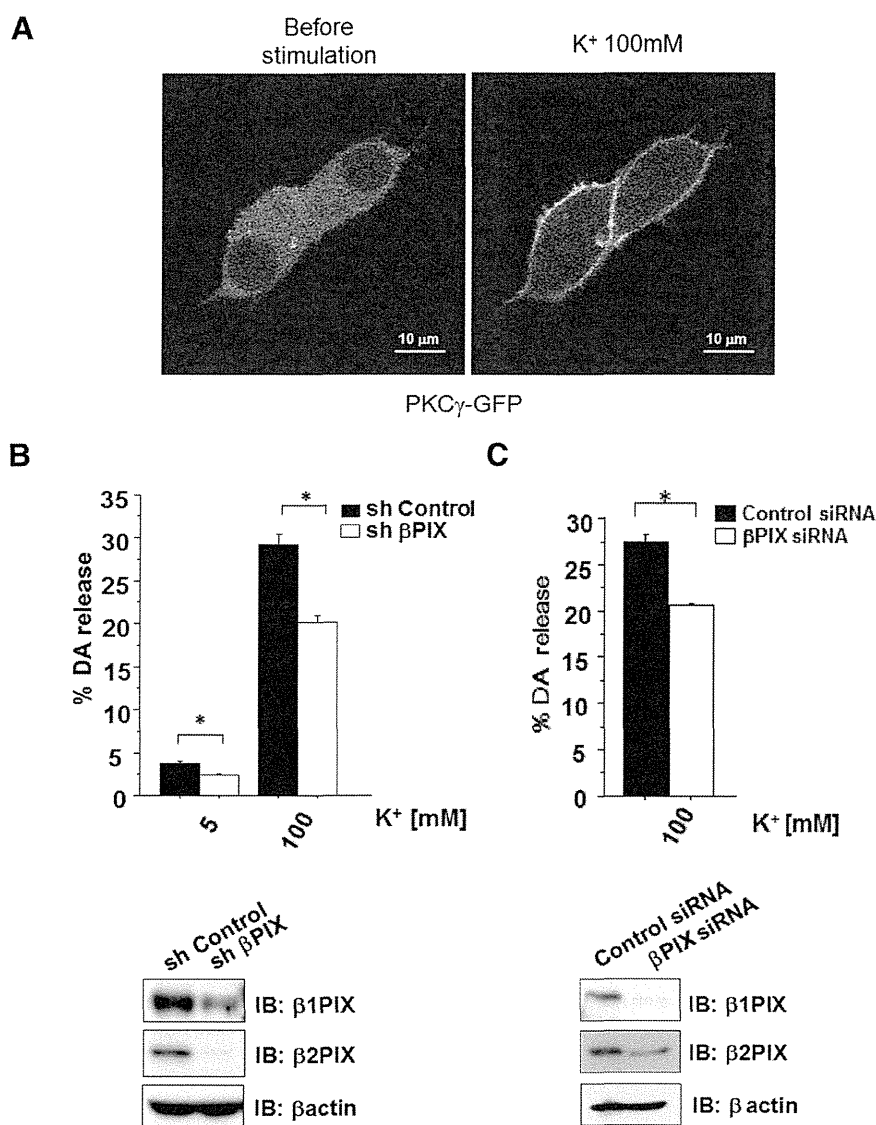 A
Before
stimulation
K⁺ 100mM
10 μm
10 μm
PKCγ-GFP
B
35
30
25
20
15
10
5
0
% DA release
*
*
sh Control
sh βPIX
5
100
K⁺ [mM]
sh Control
sh βPIX
IB: β1PIX
IB: β2PIX
IB: βactin
C
30
25
20
15
10
5
0
% DA release
*
Control siRNA
βPIX siRNA
100
K⁺ [mM]
Control siRNA
βPIX siRNA
IB: β1PIX
IB: β2PIX
IB: β actin